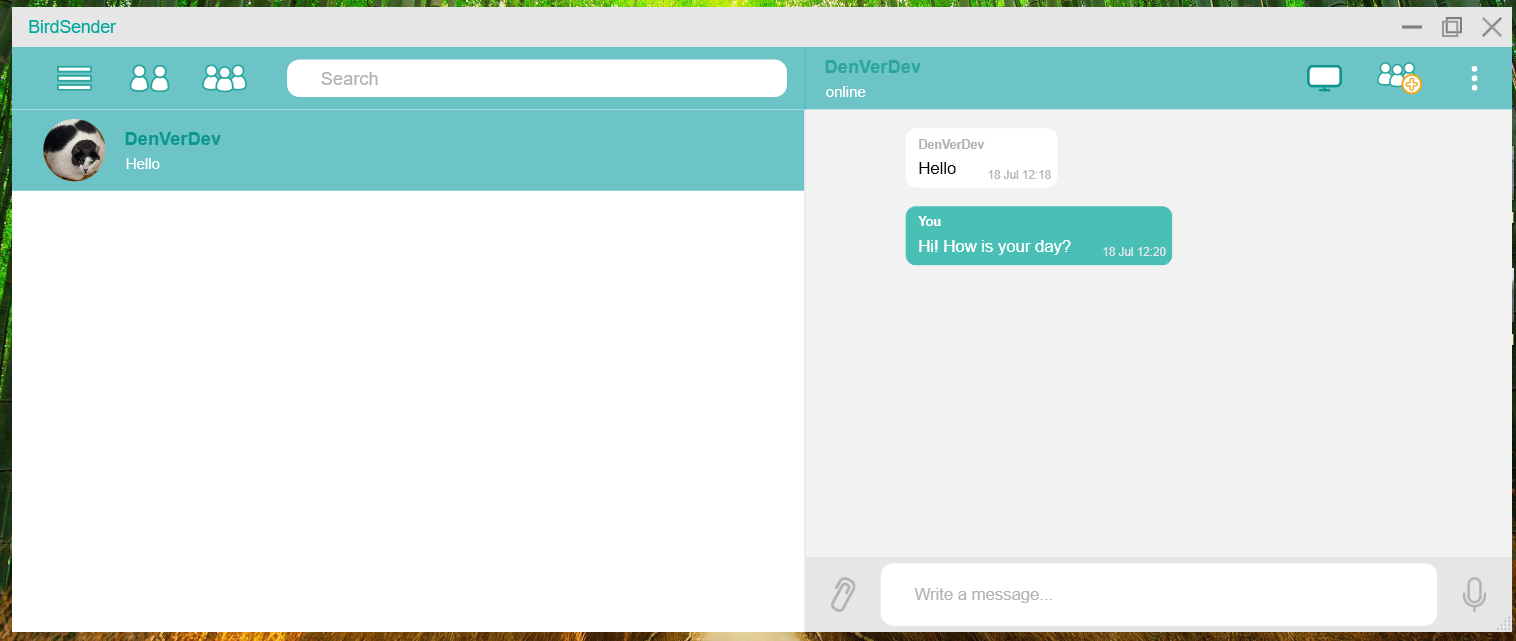 BirdSender
Search
DenVerDev
online
DenVerDev
Hello
DenVerDev
Hello
18 Jul 12:18
You
Hi! How is your day?
18 Jul 12:20
Write a message...